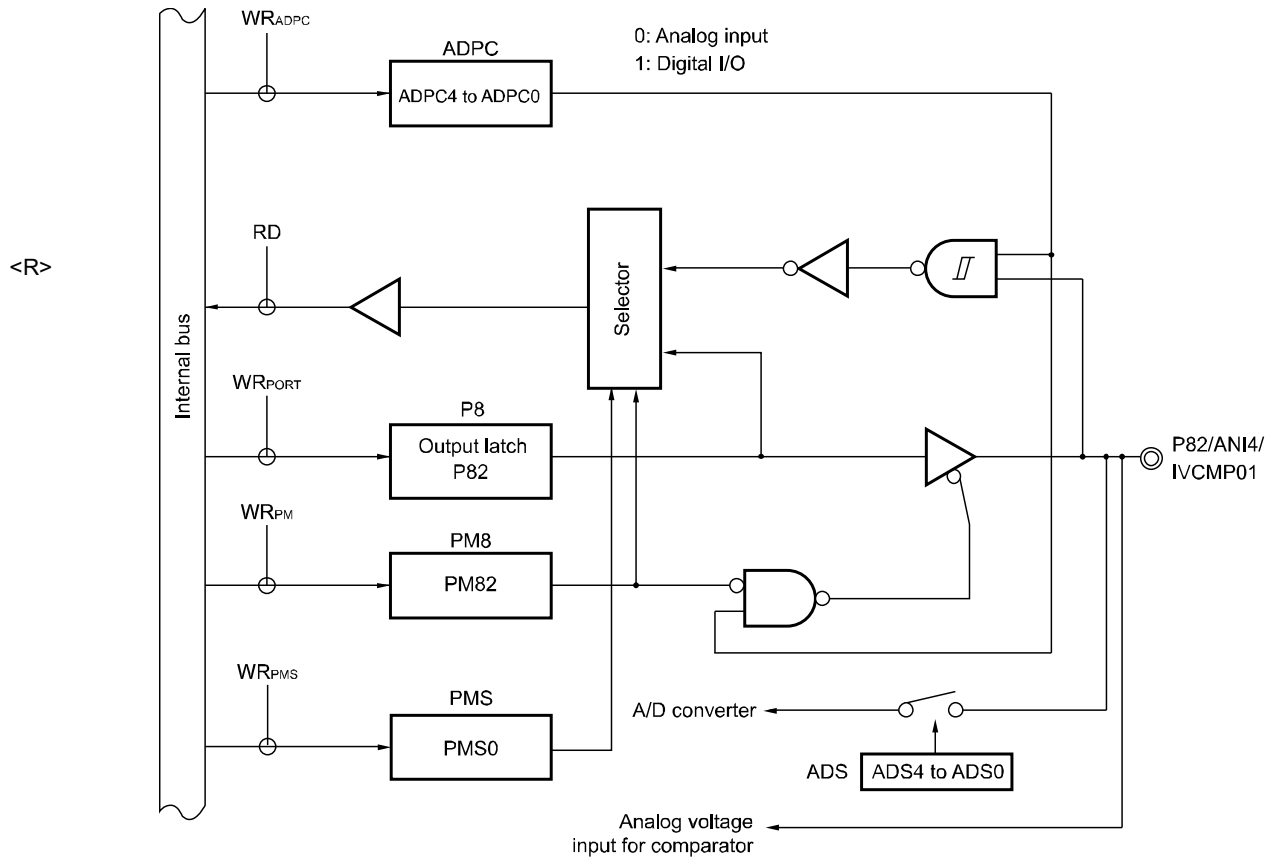 WRADPC
ADPC
ADPC4 to ADPC0
0: Analog input
1: Digital I/O
<R>
RD
Selector
Internal bus
WRPORT
P8
Output latch
P82
P82/ANI4/
IVCMP01
WRPM
PM8
PM82
WRPMS
PMS
PMS0
A/D converter
ADS
ADS4 to ADS0
Analog voltage
input for comparator